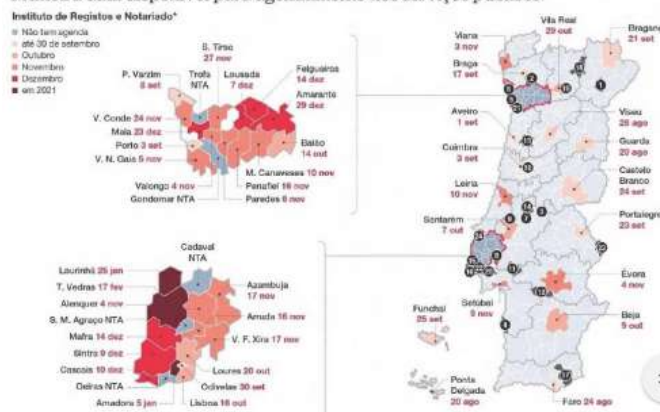 Instituto de Registos e Notariado*
Não tem agenda
até 30 de setembro
Outubro
Novembro
Dezembro
em 2021
S. Tirso
27 nov
P. Varzim
8 set
Trofa
NTA
Lousada
7 dez
Felgueiras
14 dez
Amarante
29 dez
V. Conde 24 nov
Maia 23 dez
Porto 3 set
V. N. Gaia 5 nov
Baião
14 out
Valongo 4 nov
Gondomar NTA
M. Canaveses 10 nov
Penafiel 16 nov
Paredes 6 nov
Cadaval
NTA
Lourinhã 25 jan
T. Vedras 17 fev
Alenquer 4 nov
S. M. Agraço NTA
Mafra 14 dez
Sintra 9 dez
Cascais 10 dez
Oeiras NTA
Amadora 5 jan
Lisboa 16 out
Odivelas 30 set
Loures 20 out
V. F. Xira 17 nov
Arruda 16 nov
Azambuja
17 nov
Vila Real
29 out
Bragança
21 set
Viana
3 nov
Braga
17 set
Aveiro
1 set
Coimbra
3 set
Leiria
10 nov
Santarém
7 out
Viseu
28 ago
Guarda
20 ago
Castelo
Branco
24 set
Portalegre
23 set
Évora
4 nov
Beja
9 out
Setúbal
9 nov
Funchal
25 set
Ponta
Delgada
20 ago
Faro 24 ago